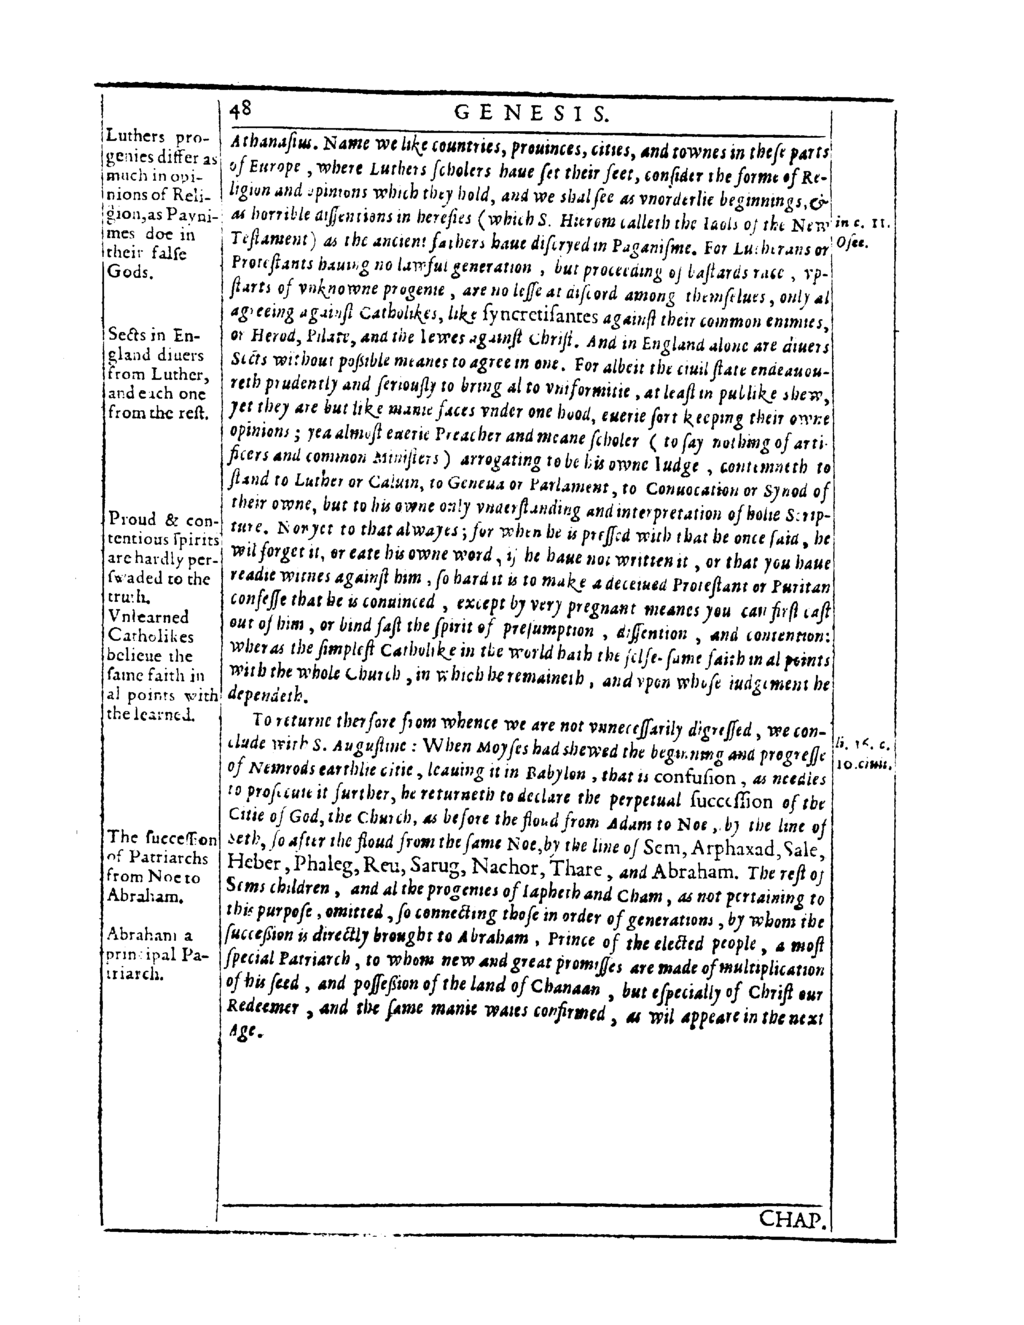 48 GENESIS.
Luthers pro-
genies differ as
much in opi-
nions of Reli-
gion, as Payni-
mes doe in
their falſe
Gods.
Sects in En-
gland diuers
from Luther,
and each one
from the reſt.
Proud & con-
tentious ſpirits
are hardly per-
ſwaded to the
truth.
Vnlearned
Catholikes
belieue the
ſame faith in
al points with
the learned.
The ſucceſſion
of Patriarchs
from Noe to
Abraham.
Abraham a
principal Pa-
triarch.
Athanaſius. Name we like countries, prouinces, cities, and townes in theſe parts
of Europe, where Luthers ſcholers haue ſet their feet, conſider the forme of Re-
ligion and opinions which they hold, and we shal ſee as vnorderlie beginnings, &
as horrible diſſentions in hereſies (which S. Hierom calleth the Idols of the New
Teſtament) as the ancient fathers haue diſcryed in Paganiſme. For Lutherans or
Proteſtants hauing no lawful generation, but proceeding of baſtards race, vp-
ſtarts of vnknowne progenie, are no leſſe at diſcord among themſelues, only al
agreeing againſt Catholikes, like ſyncretiſantes againſt their common enimies,
or Herod, Pilate, and the Iewes againſt Chriſt. And in England alone are diuers
Sects without poſsible meanes to agree in one. For albeit the ciuil ſtate endeauou-
reth prudently and ſeriouſly to bring al to vniformitie, at leaſt in publike shew,
yet they are but like manie faces vnder one hood, euerie ſort keeping their owne
opinions; yea almoſt euerie Preacher and meane ſcholer (to ſay nothing of arti-
ficers and common Miniſters) arrogating to be his owne Iudge, contemneth to
ſtand to Luther or Caluin, to Geneua or Parlament, to Conuocation or Synod of
their owne, but to his owne only vnderſtanding and interpretation of holie Scrip-
ture. Nor yet to that alwayes; for when he is preſſed with that he once ſaid, he
wil forget it, or eate his owne word, if he haue not written it, or that you haue
readie witnes againſt him, ſo hard it is to make a deceiued Proteſtant or Puritan
confeſſe that he is conuinced, except by very pregnant meanes you can firſt caſt
out of him, or bind faſt the ſpirit of preſumption, diſſention, and contention:
wheras the ſimpleſt Catholike in the world hath the ſelfe-ſame faith in al points
with the whole Church, in which he remaineth, and vpon whoſe iudgement he
dependeth.
To returne therfore from whence we are not vnneceſſarily digreſſed, we con-
clude with S. Auguſtine: When Moyſes had shewed the beginning and progreſſe
of Nemrods earthlie citie, leauing it in Babylon, that is confuſion, as needles
to proſecute it further, he returneth to declare the perpetual ſucceſſion of the
Citie of God, the Church, as before the floud from Adam to Noe, by the line of
Seth, ſo after the floud from the ſame Noe, by the line of Sem, Arphaxad, Sale,
Heber, Phaleg, Reu, Sarug, Nachor, Thare, and Abraham. The reſt of
Sems children, and al the progenies of Iapheth and Cham, as not pertaining to
this purpoſe, omitted, ſo connecting thoſe in order of generations, by whom the
ſucceſsion is directly brought to Abraham, Prince of the elected people, a moſt
ſpecial Patriarch, to whom new and great promiſſes are made of multiplication
of his ſeed, and poſſeſsion of the land of Chanaan, but eſpecially of Chriſt our
Redeemer, and the ſame manie waies confirmed, as wil appeare in the next
Age.
in c. 11.
Oſee.
li. 16. c.
10. ciuit.
CHAP.